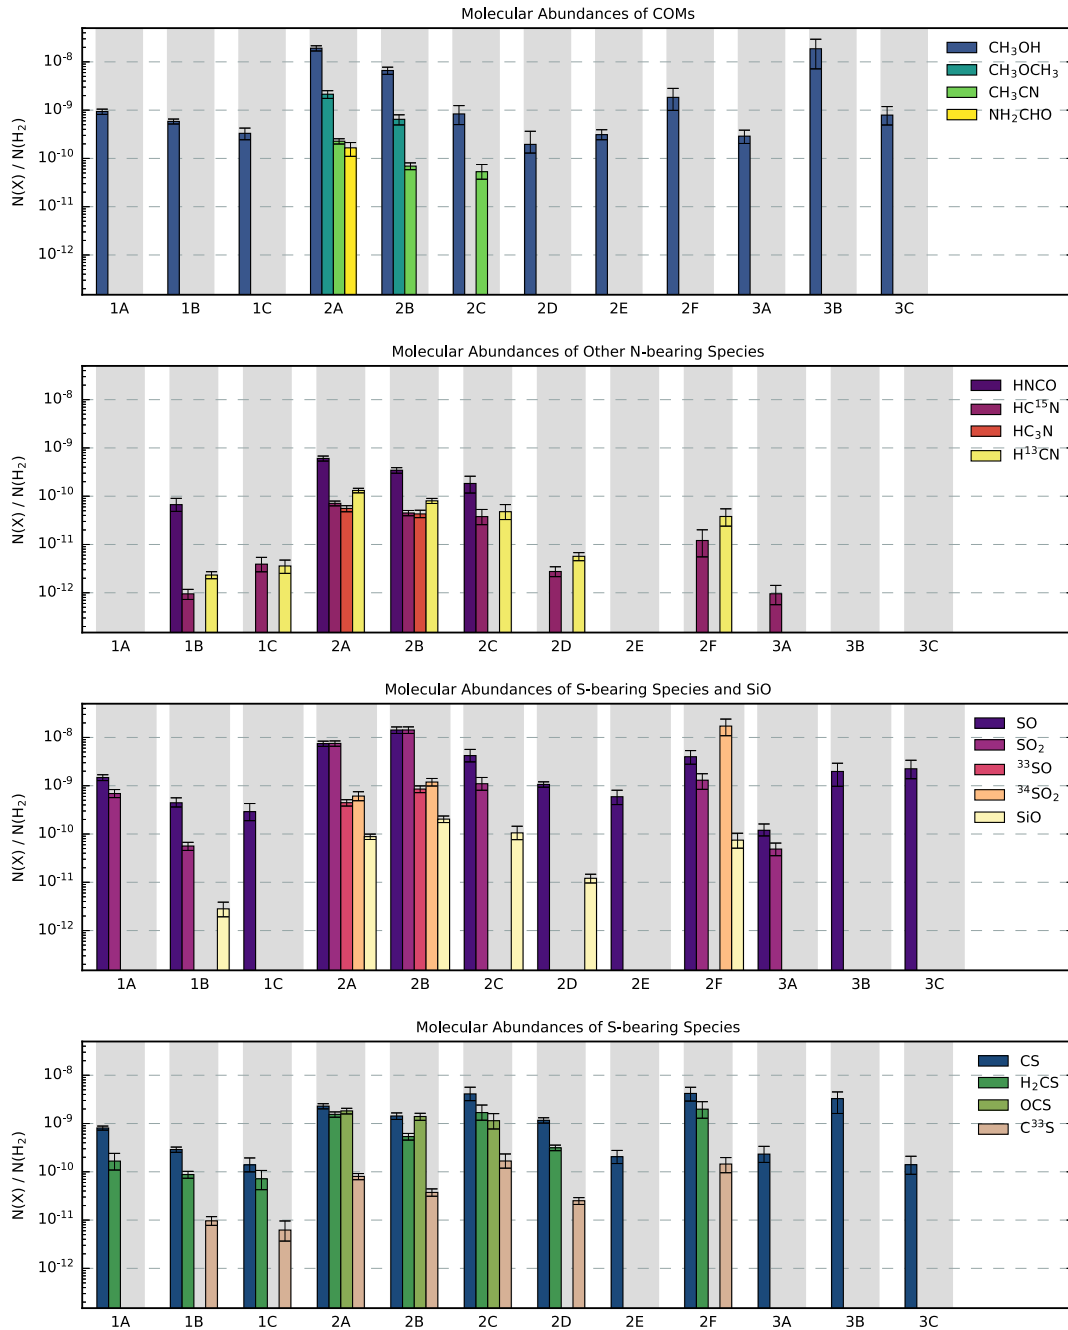 Molecular Abundances of COMs
N(X) / N(H₂)
10⁻⁸
10⁻⁹
10⁻¹⁰
10⁻¹¹
10⁻¹²
CH₃OH
CH₃OCH₃
CH₃CN
NH₂CHO
1A 1B 1C 2A 2B 2C 2D 2E 2F 3A 3B 3C
Molecular Abundances of Other N-bearing Species
N(X) / N(H₂)
10⁻⁸
10⁻⁹
10⁻¹⁰
10⁻¹¹
10⁻¹²
HNCO
HC¹⁵N
HC₃N
H¹³CN
1A 1B 1C 2A 2B 2C 2D 2E 2F 3A 3B 3C
Molecular Abundances of S-bearing Species and SiO
N(X) / N(H₂)
10⁻⁸
10⁻⁹
10⁻¹⁰
10⁻¹¹
10⁻¹²
SO
SO₂
³³SO
³⁴SO₂
SiO
1A 1B 1C 2A 2B 2C 2D 2E 2F 3A 3B 3C
Molecular Abundances of S-bearing Species
N(X) / N(H₂)
10⁻⁸
10⁻⁹
10⁻¹⁰
10⁻¹¹
10⁻¹²
CS
H₂CS
OCS
C³³S
1A 1B 1C 2A 2B 2C 2D 2E 2F 3A 3B 3C